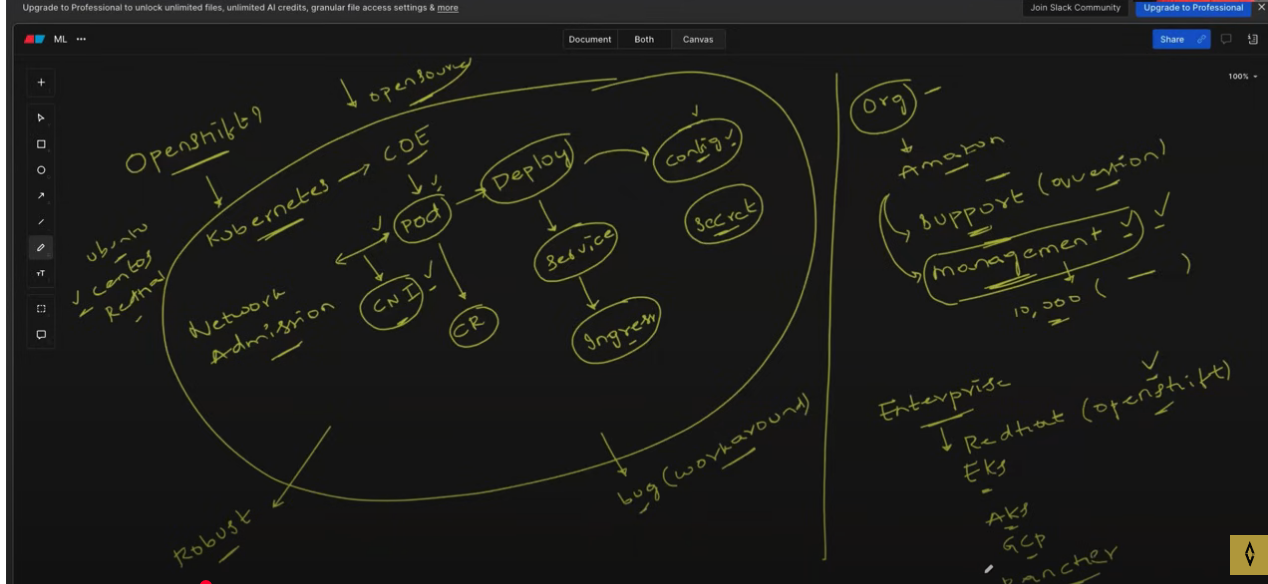 Upgrade to Professional to unlock unlimited files, unlimited AI credits, granular file access settings & more
Join Slack Community
Upgrade to Professional
ML
Document
Both
Canvas
Share
100%
Openshift?
opensource
Kubernetes
COE
Pod
Deploy
Config
Secret
Service
Ingress
CNI
CR
Network
Admission
ubuntu
centos
Redhat
Robust
bug (workaround)
Org
Amazon
Support (question)
management
10,000 ( )
Enterprise
Redhat (openshift)
EKS
AKS
GCP
Rancher
TT